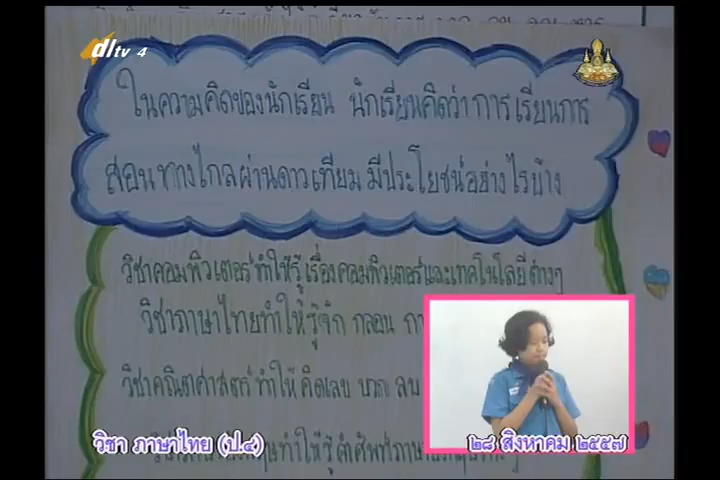 dltv 4
ในความคิดของนักเรียน นักเรียนคิดว่าการเรียนการ
สอนทางไกลผ่านดาวเทียม มีประโยชน์อย่างไรบ้าง
วิชาคอมพิวเตอร์ทำให้รู้เรื่องคอมพิวเตอร์และเทคโนโลยีต่างๆ
วิชาภาษาไทยทำให้รู้จัก กลอน
วิชาคณิตศาสตร์ ทำให้ คิดเลข บวก ลบ
ทำให้รู้คำศัพท์
วิชา ภาษาไทย (ป.๔)
๒๘ สิงหาคม ๒๕๕๗